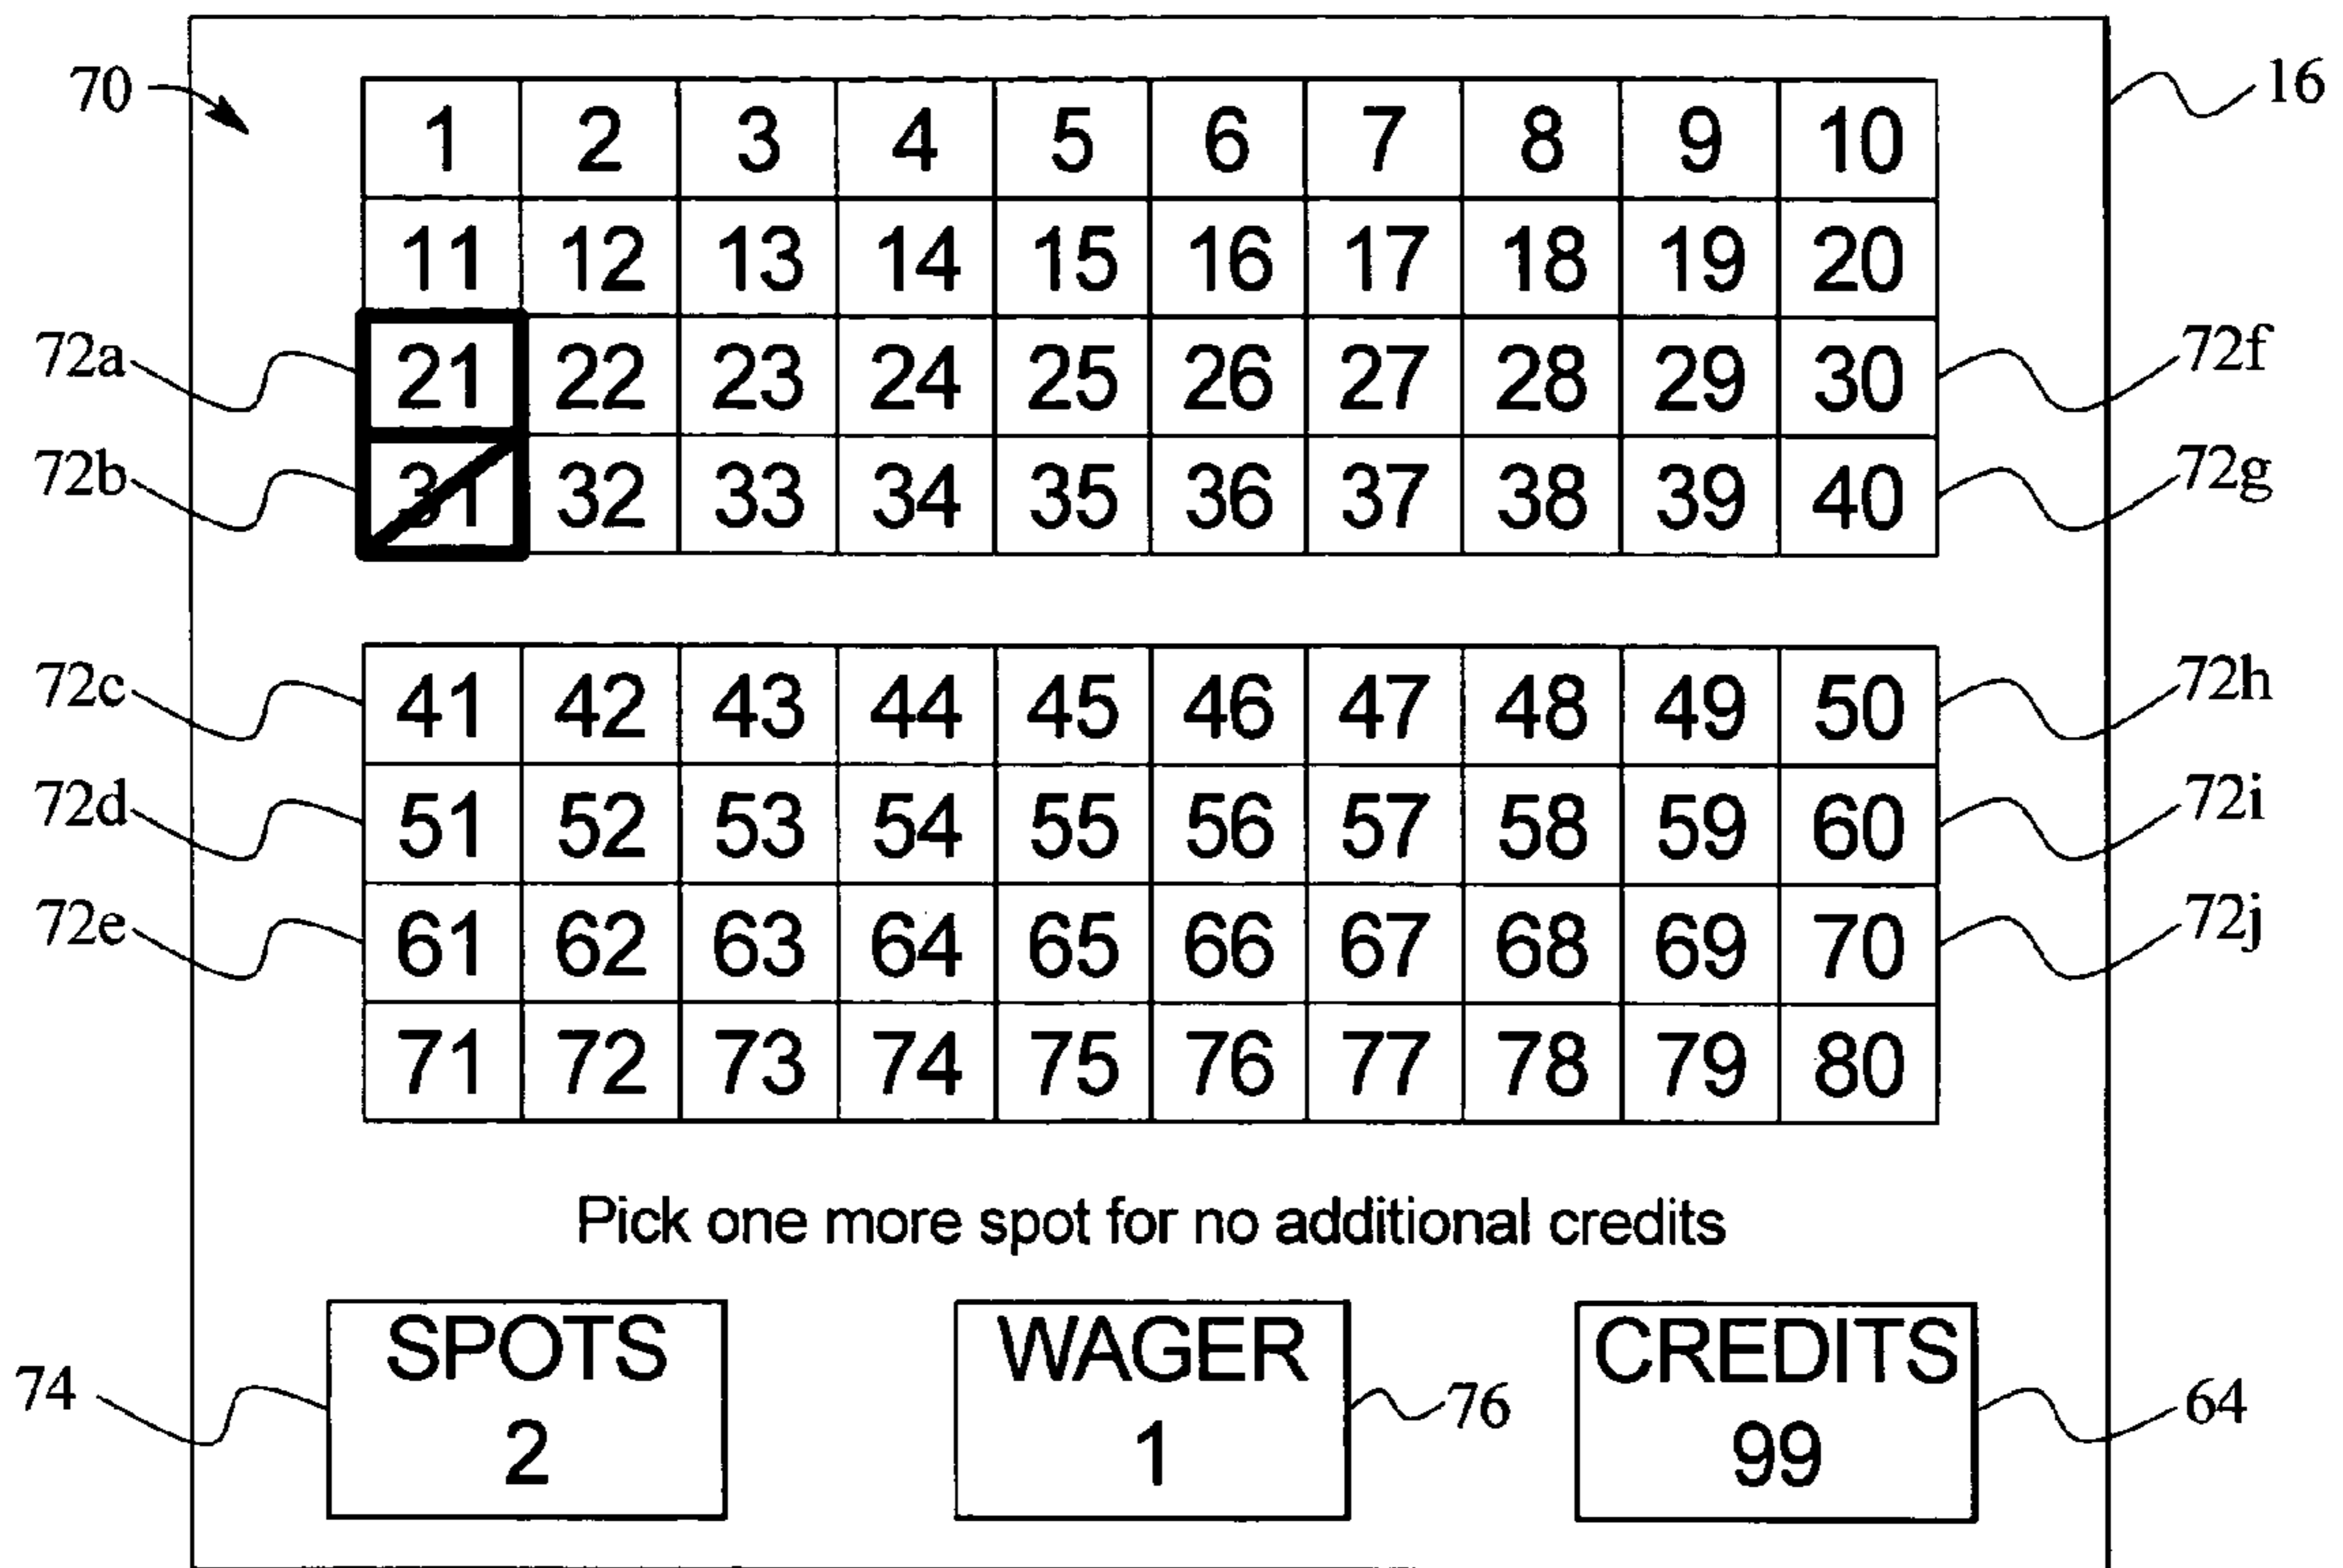 70 16
1 2 3 4 5 6 7 8 9 10
11 12 13 14 15 16 17 18 19 20
72a 21 22 23 24 25 26 27 28 29 30 72f
72b 31 32 33 34 35 36 37 38 39 40 72g
72c 41 42 43 44 45 46 47 48 49 50 72h
72d 51 52 53 54 55 56 57 58 59 60 72i
72e 61 62 63 64 65 66 67 68 69 70 72j
71 72 73 74 75 76 77 78 79 80
Pick one more spot for no additional credits
SPOTS WAGER CREDITS
74 76 64
2 1 99